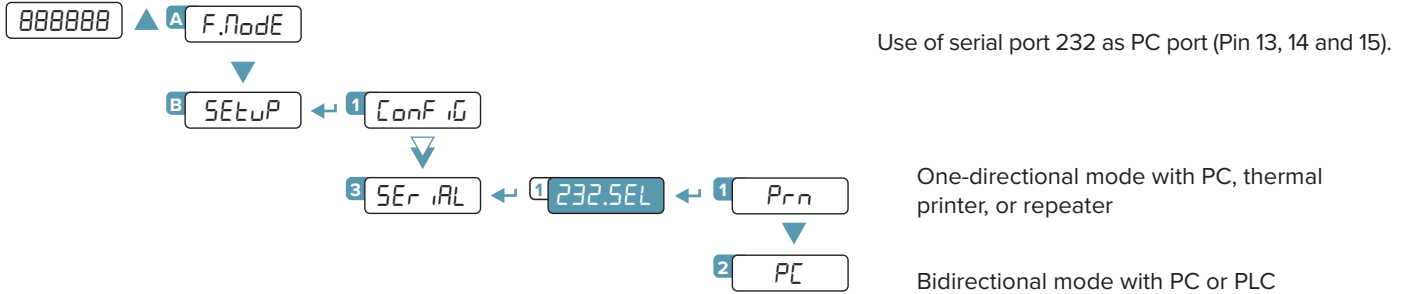 888888 A F.ModE
Use of serial port 232 as PC port (Pin 13, 14 and 15).
B SEtuP 1 ConFiG
3 SEriAL 1 232.SEL 1 Prn
One-directional mode with PC, thermal
printer, or repeater
2 PC
Bidirectional mode with PC or PLC